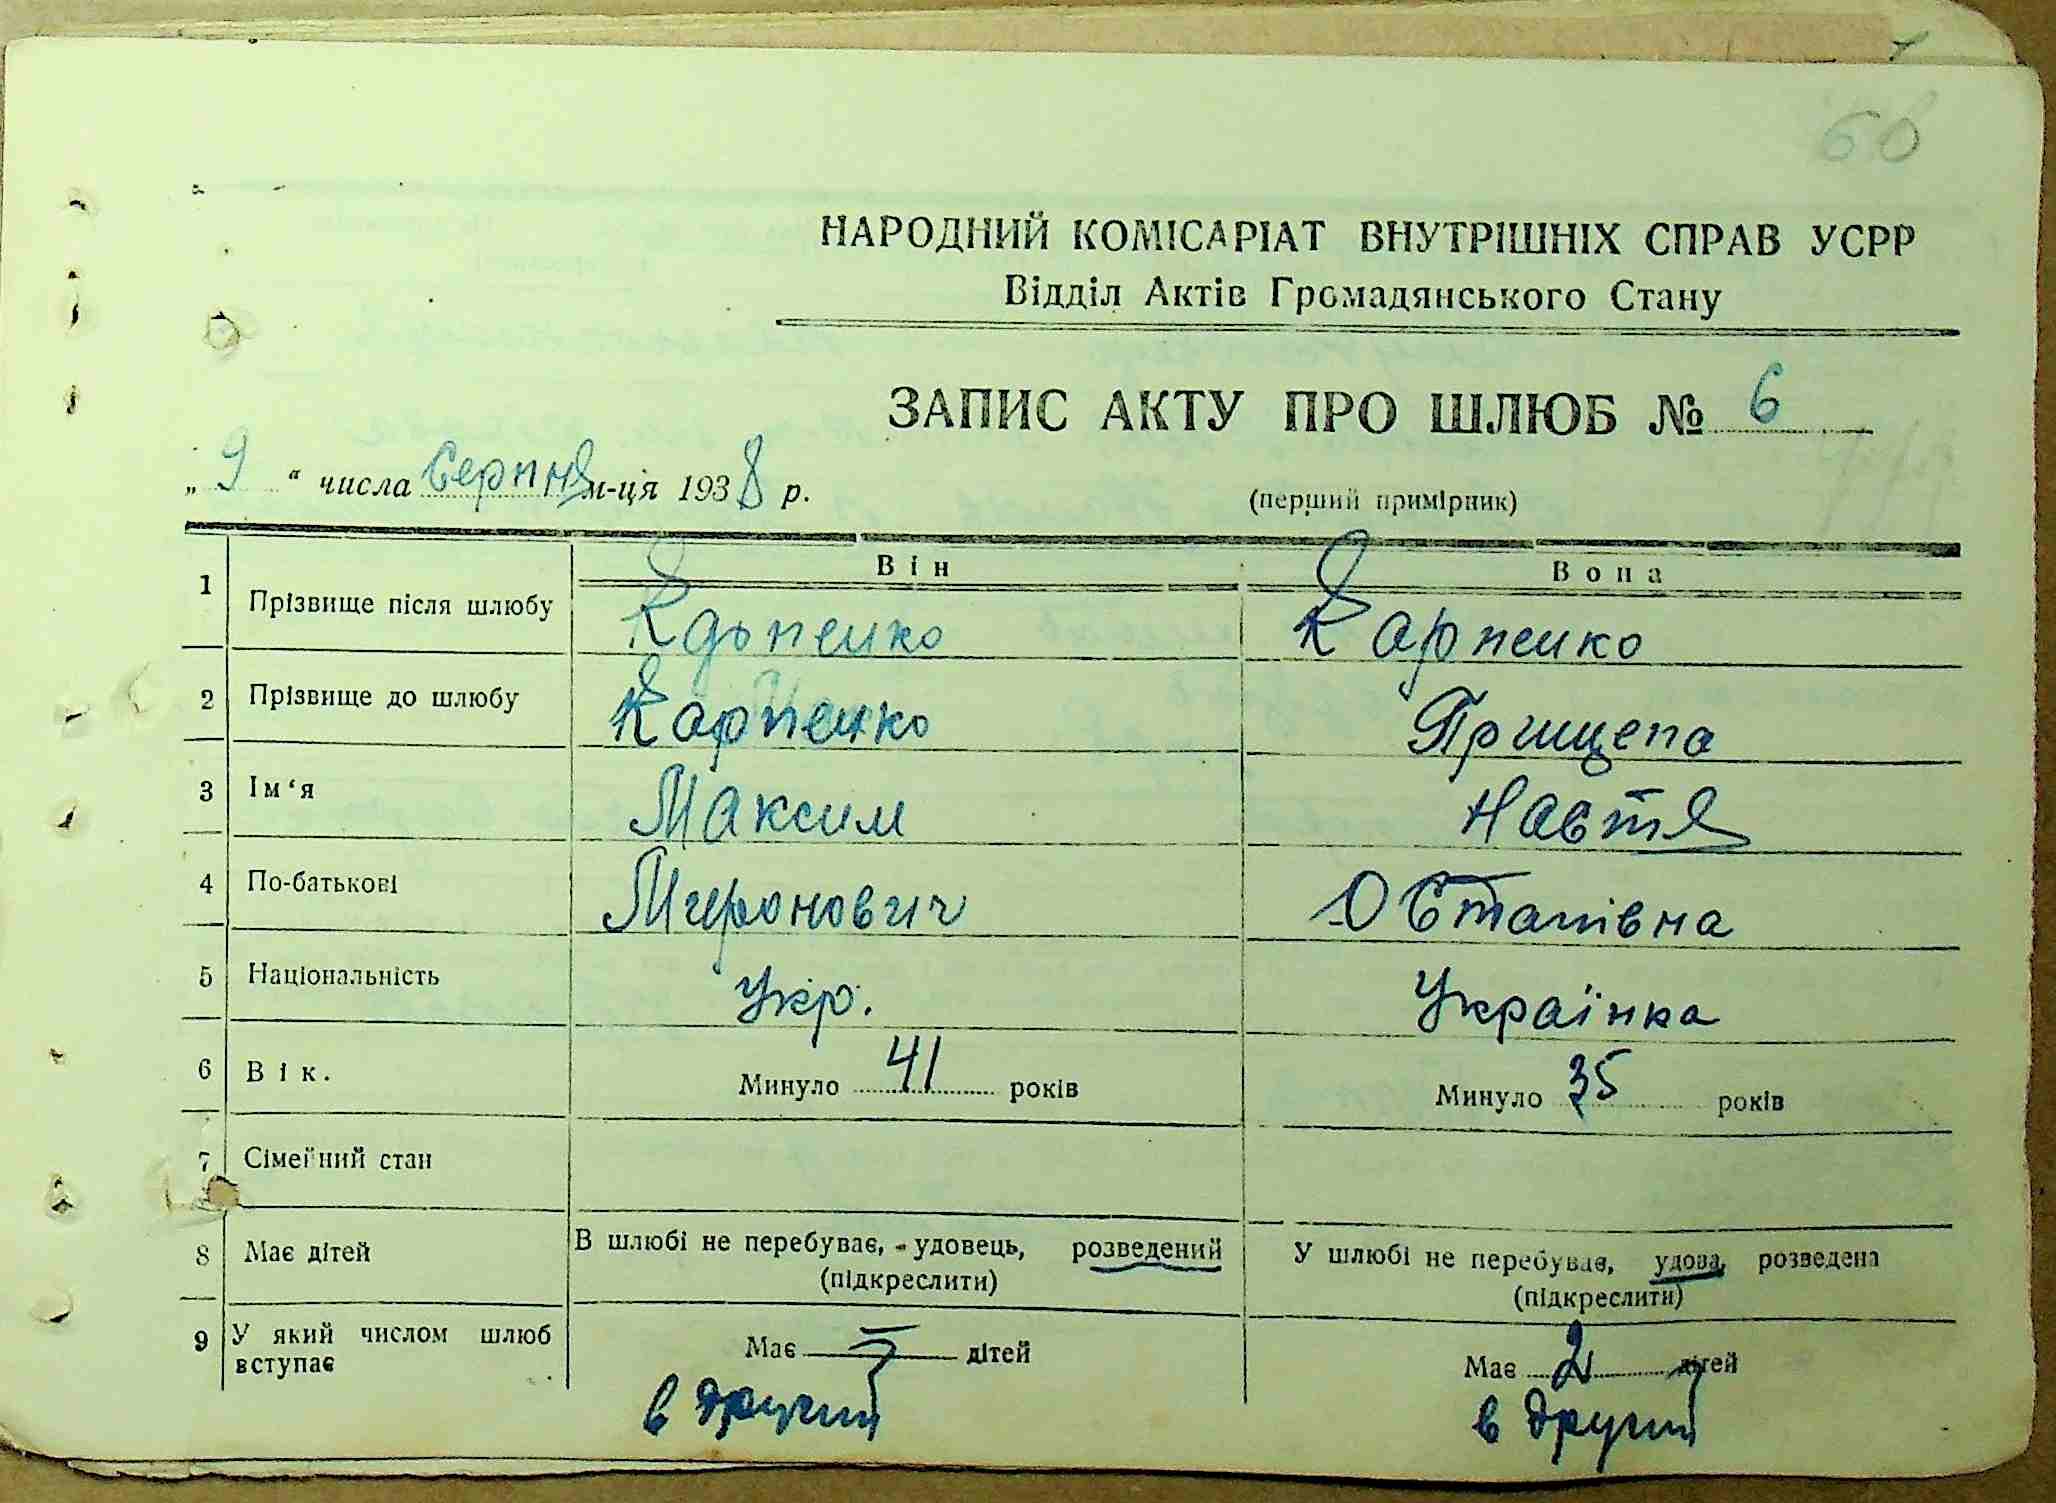 60
НАРОДНИЙ КОМІСАРІАТ ВНУТРІШНІХ СПРАВ УСРР
Відділ Актів Громадянського Стану
ЗАПИС АКТУ ПРО ШЛЮБ № 6
„ 9 “ числа Серпня м-ця 1938 р.
(перший примірник)
Він Вона
1 Прізвище після шлюбу Карпенко Карпенко
2 Прізвище до шлюбу Карпенко Прищепа
3 Ім‘я Максим Настя
4 По-батькові Миронович Остапівна
5 Національність Укр. Українка
6 Вік. Минуло 41 років Минуло 35 років
7 Сімейний стан
8 Має дітей В шлюбі не перебуває, - удовець, розведений У шлюбі не перебував, удова, розведена
(підкреслити) (підкреслити)
9 У який числом шлюб вступає Має дітей Має 2 дітей
в другий в другий